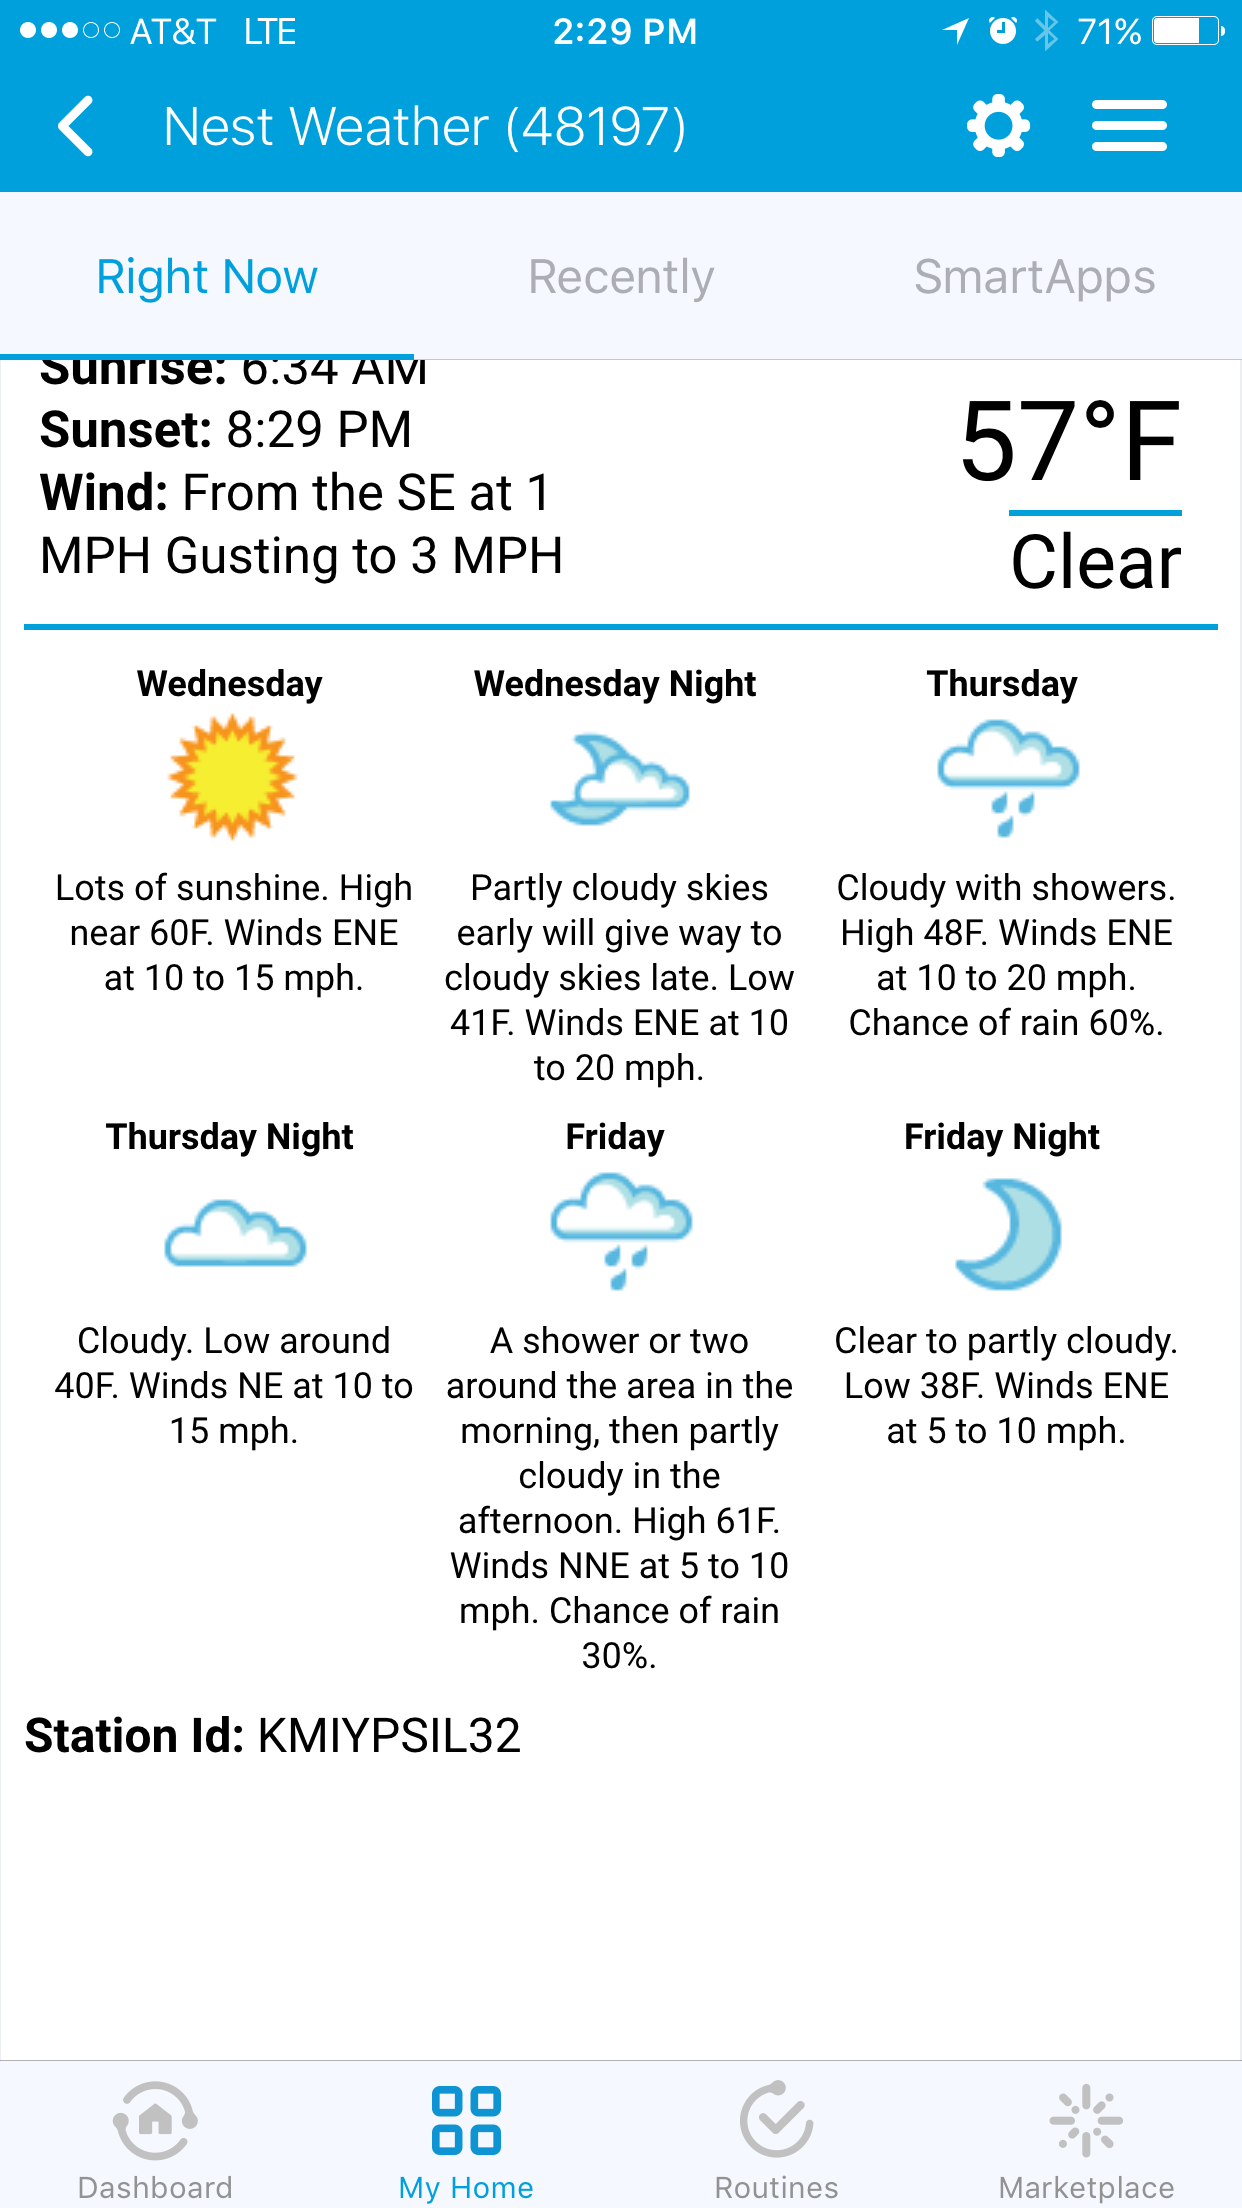 AT&T LTE 2:29 PM 71%
Nest Weather (48197)
Right Now Recently SmartApps
Sunrise: 6:34 AM
Sunset: 8:29 PM
Wind: From the SE at 1
MPH Gusting to 3 MPH
57°F
Clear
Wednesday
Lots of sunshine. High
near 60F. Winds ENE
at 10 to 15 mph.
Wednesday Night
Partly cloudy skies
early will give way to
cloudy skies late. Low
41F. Winds ENE at 10
to 20 mph.
Thursday
Cloudy with showers.
High 48F. Winds ENE
at 10 to 20 mph.
Chance of rain 60%.
Thursday Night
Cloudy. Low around
40F. Winds NE at 10 to
15 mph.
Friday
A shower or two
around the area in the
morning, then partly
cloudy in the
afternoon. High 61F.
Winds NNE at 5 to 10
mph. Chance of rain
30%.
Friday Night
Clear to partly cloudy.
Low 38F. Winds ENE
at 5 to 10 mph.
Station Id: KMIYPSIL32
Dashboard My Home Routines Marketplace